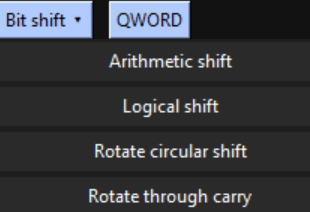 Bit shift ▾ QWORD
Arithmetic shift
Logical shift
Rotate circular shift
Rotate through carry